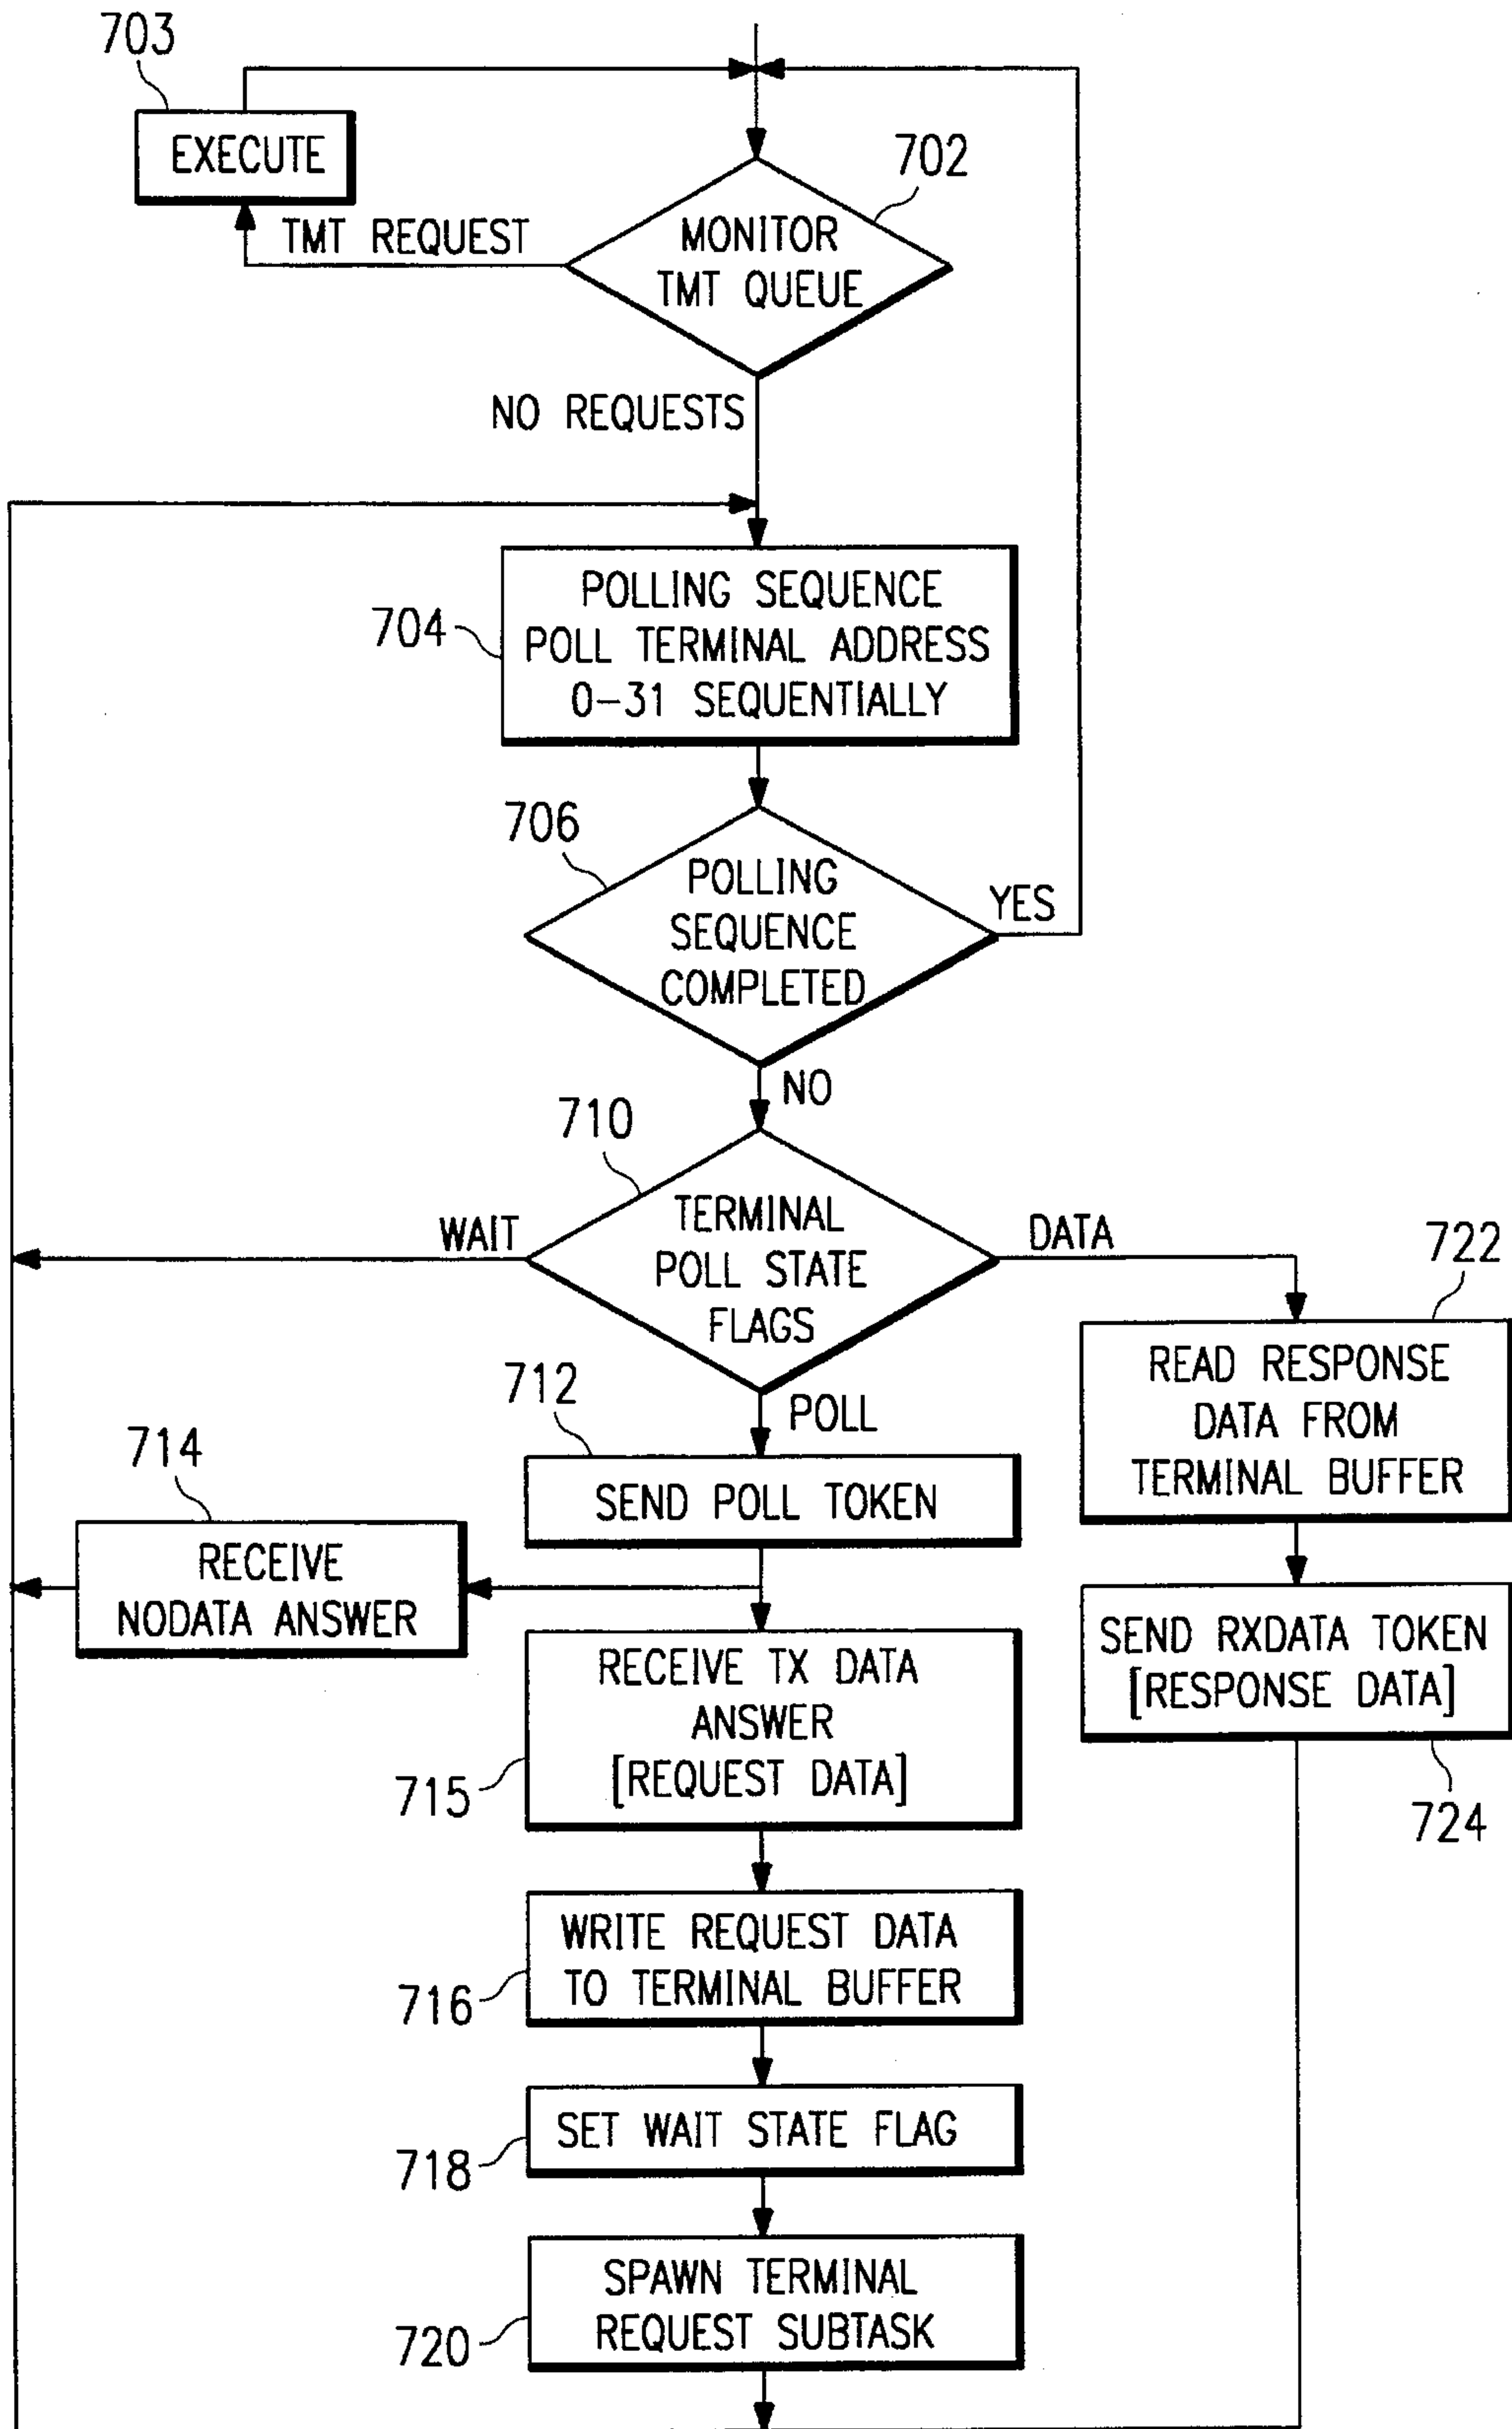 703
EXECUTE
702
TMT REQUEST
MONITOR
TMT QUEUE
NO REQUESTS
704
POLLING SEQUENCE
POLL TERMINAL ADDRESS
0-31 SEQUENTIALLY
706
POLLING
SEQUENCE
COMPLETED
YES
NO
710
TERMINAL
POLL STATE
FLAGS
WAIT
DATA
722
READ RESPONSE
DATA FROM
TERMINAL BUFFER
712
POLL
SEND POLL TOKEN
714
RECEIVE
NODATA ANSWER
SEND RXDATA TOKEN
[RESPONSE DATA]
724
RECEIVE TX DATA
ANSWER
[REQUEST DATA]
715
WRITE REQUEST DATA
TO TERMINAL BUFFER
716
SET WAIT STATE FLAG
718
SPAWN TERMINAL
REQUEST SUBTASK
720